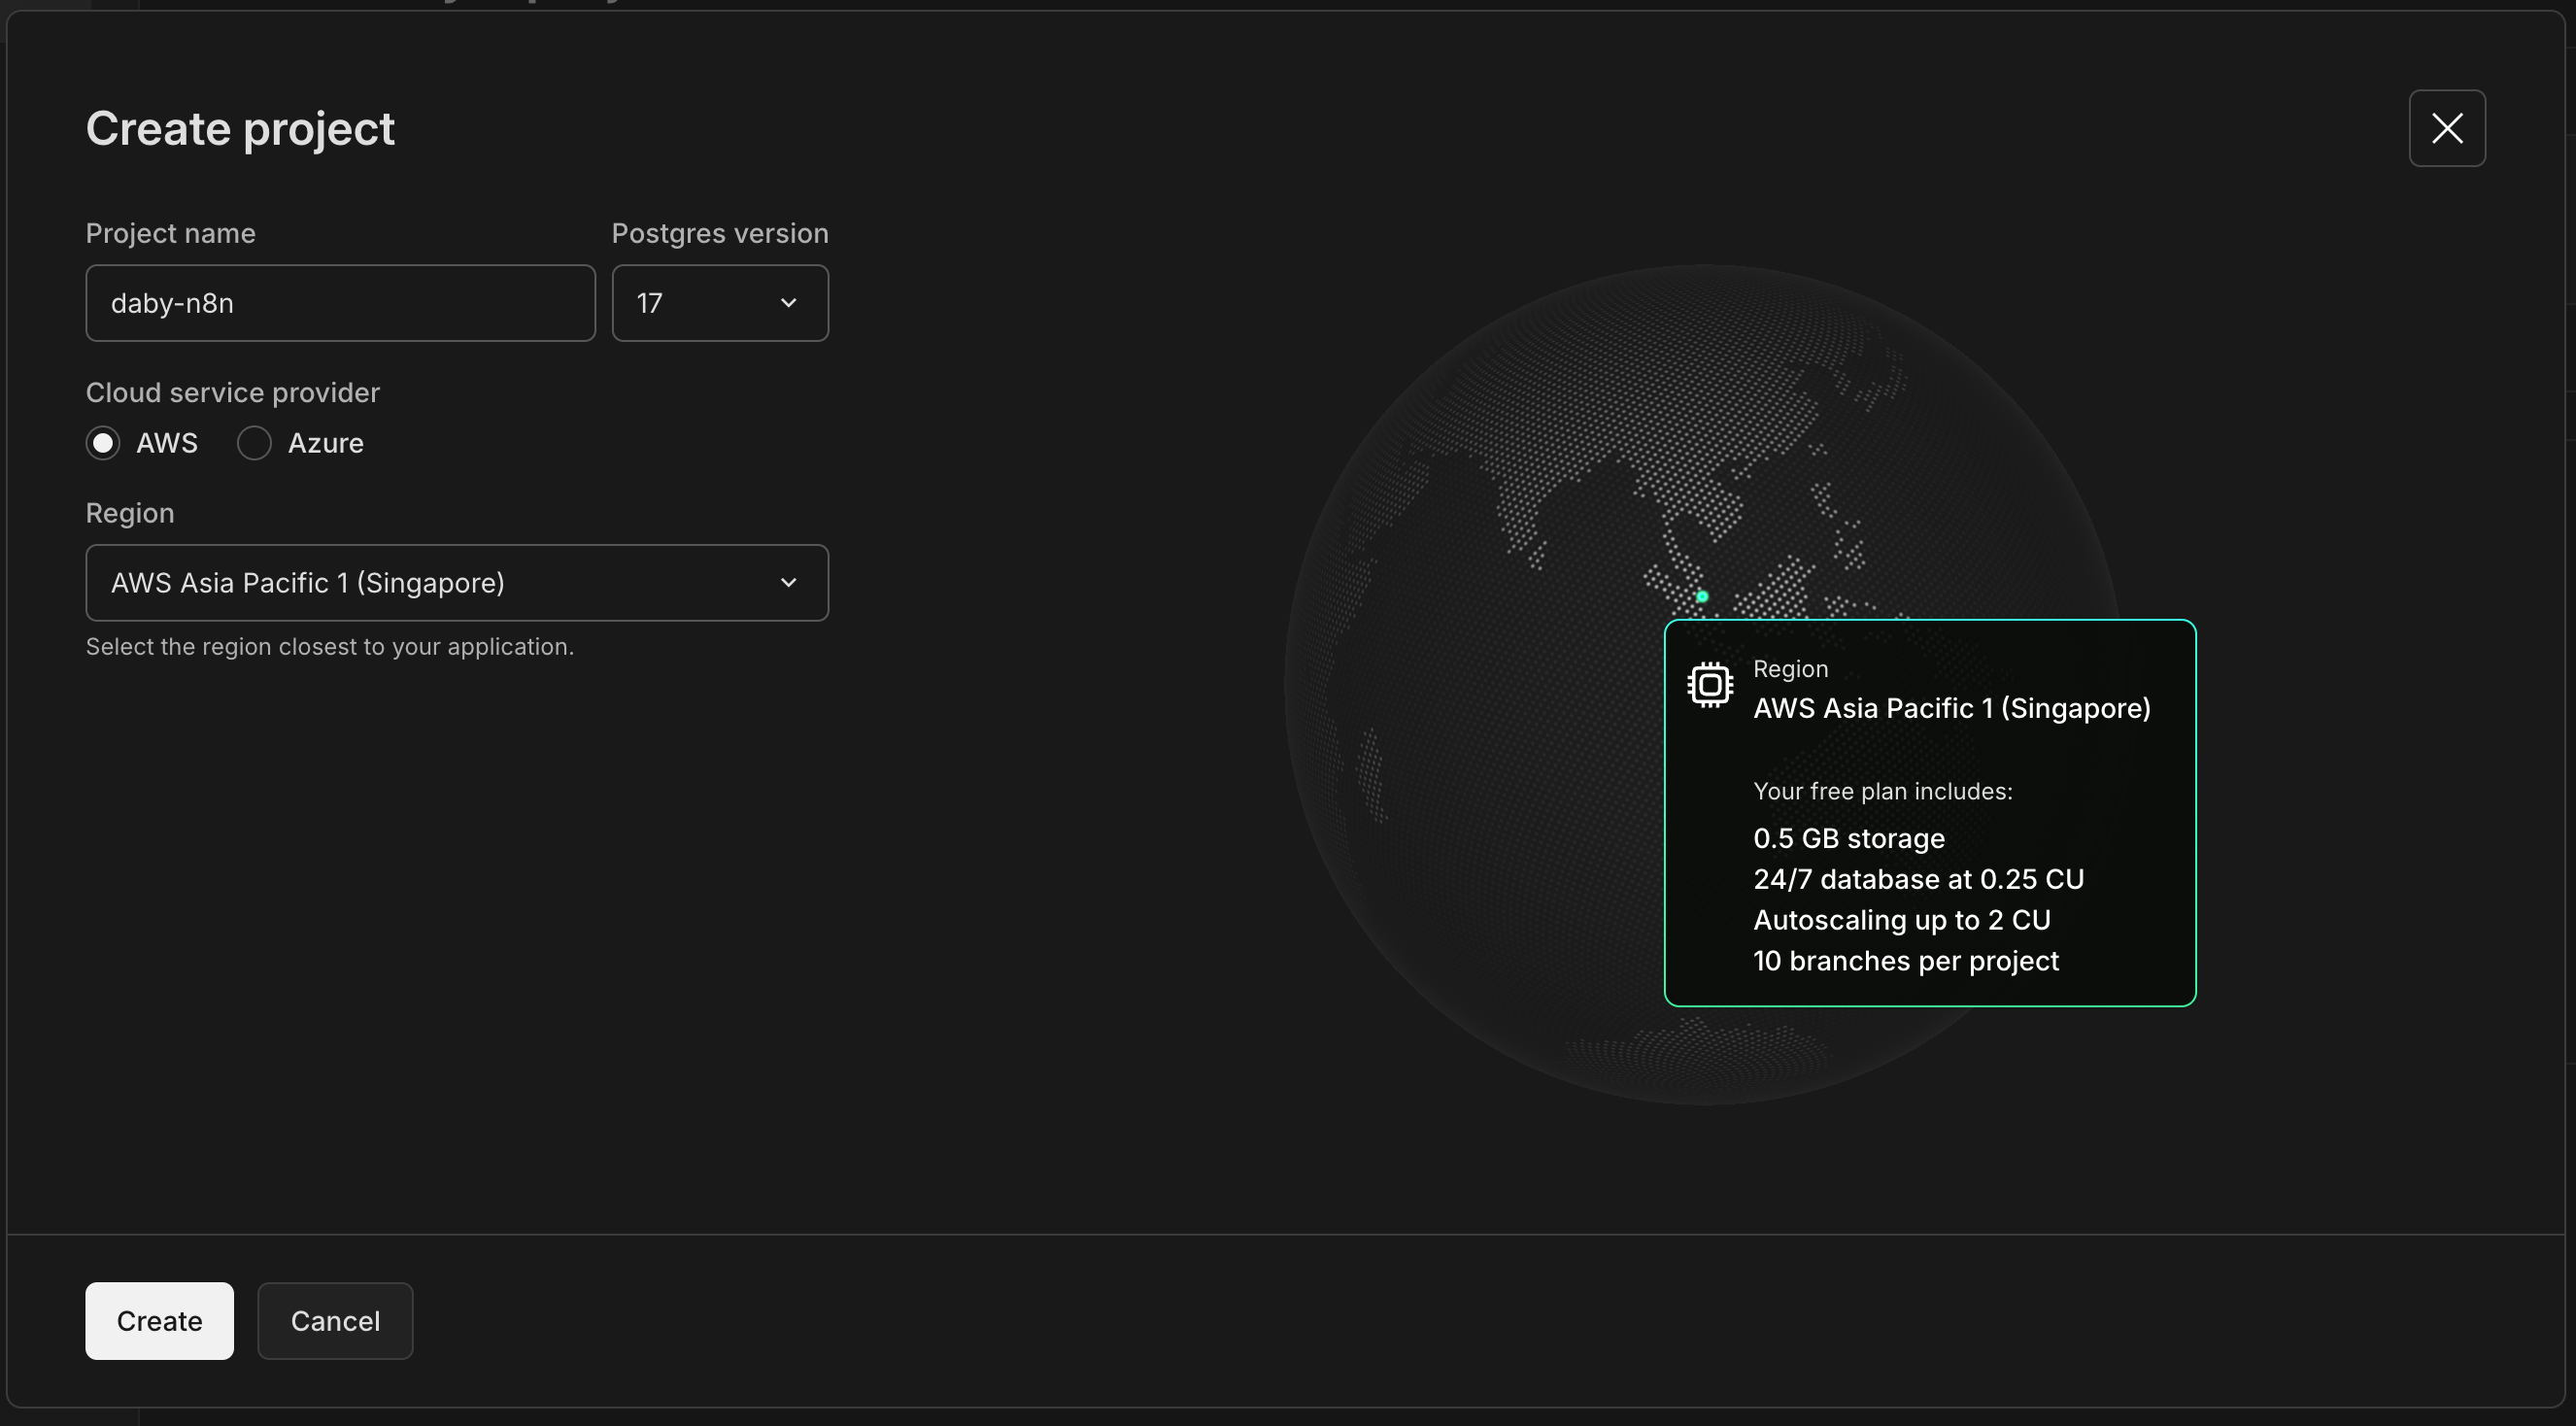 Create project
Project name
Postgres version
daby-n8n
17
Cloud service provider
AWS
Azure
Region
AWS Asia Pacific 1 (Singapore)
Select the region closest to your application.
Region
AWS Asia Pacific 1 (Singapore)
Your free plan includes:
0.5 GB storage
24/7 database at 0.25 CU
Autoscaling up to 2 CU
10 branches per project
Create
Cancel